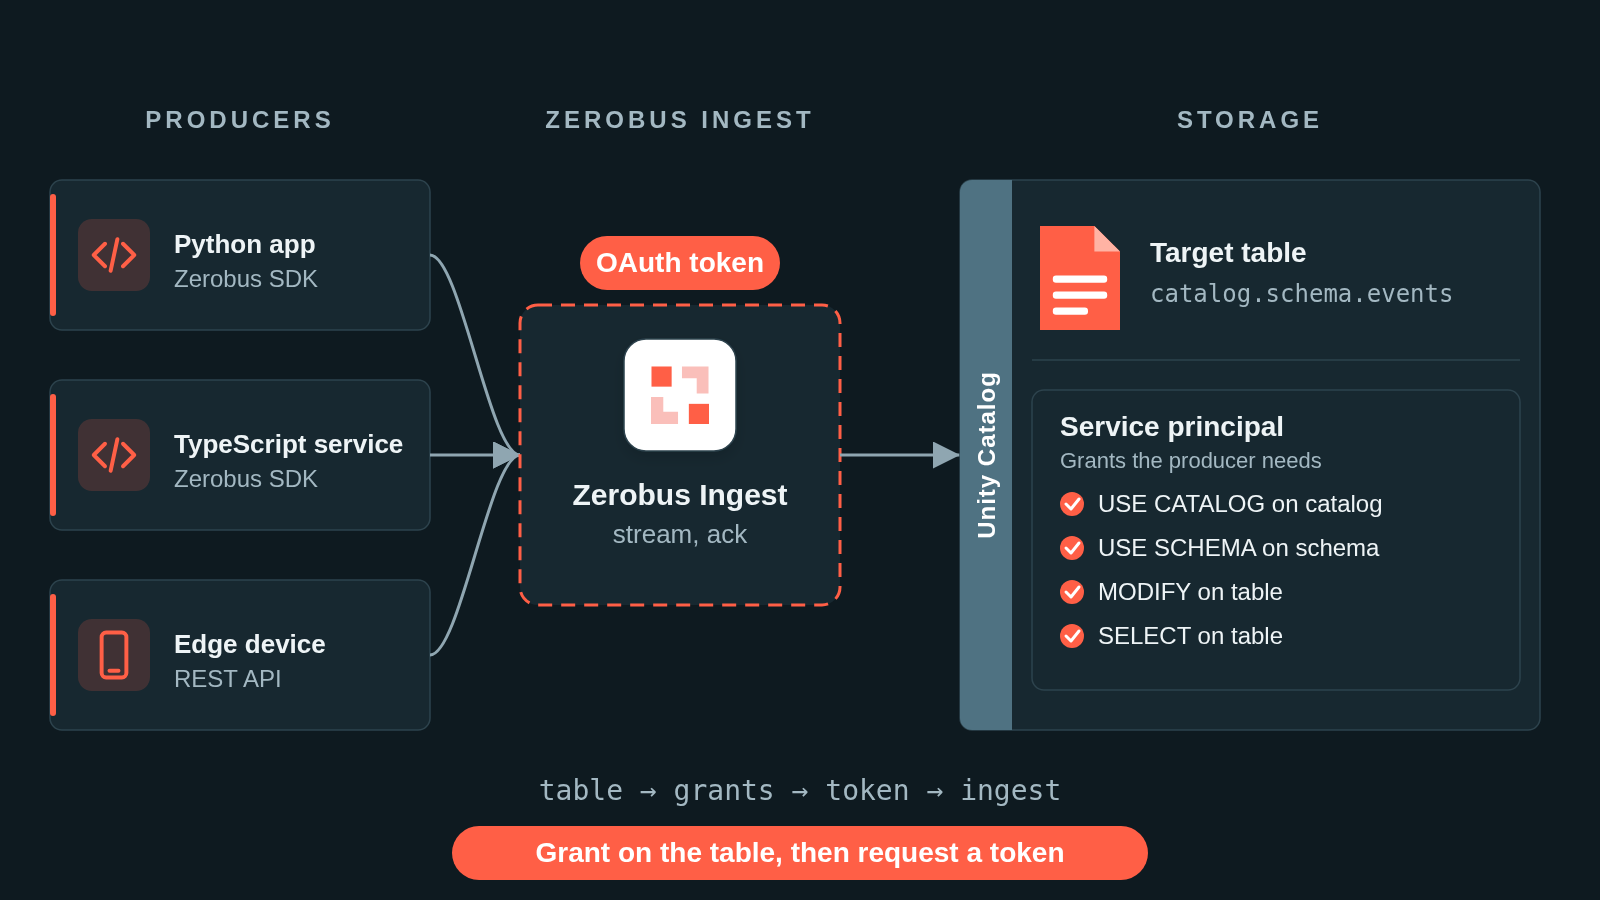 PRODUCERS
Python app
Zerobus SDK
TypeScript service
Zerobus SDK
Edge device
REST API
ZEROBUS INGEST
OAuth token
Zerobus Ingest
stream, ack
STORAGE
Unity Catalog
Target table
catalog.schema.events
Service principal
Grants the producer needs
USE CATALOG on catalog
USE SCHEMA on schema
MODIFY on table
SELECT on table
table → grants → token → ingest
Grant on the table, then request a token